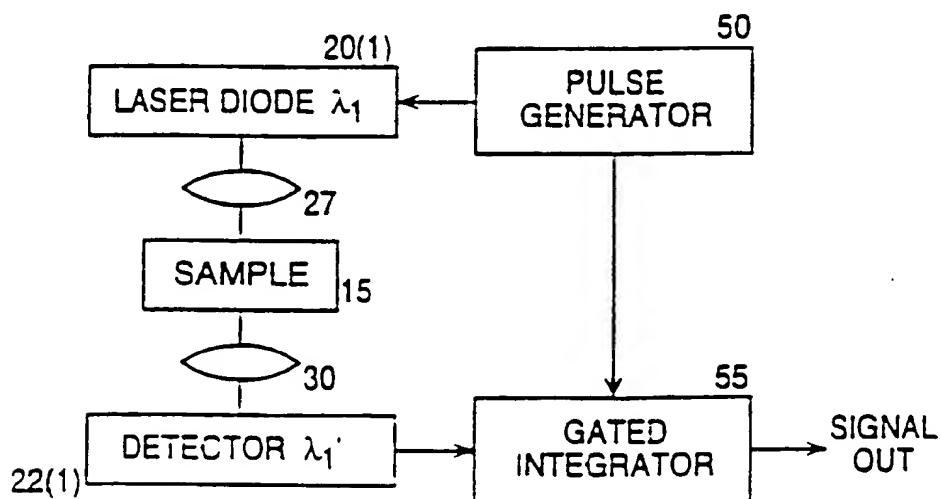 20(1)
LASER DIODE λ1
50
PULSE
GENERATOR
27
SAMPLE
15
30
DETECTOR λ1'
22(1)
55
GATED
INTEGRATOR
SIGNAL
OUT